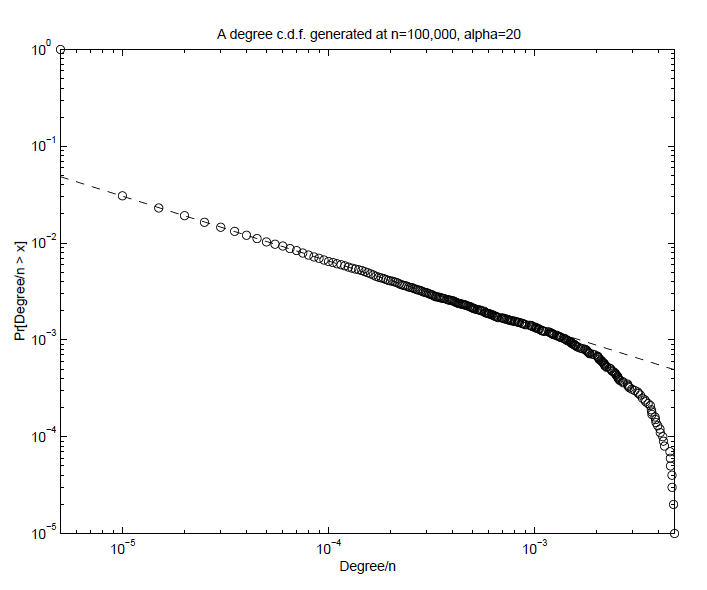 A degree c.d.f. generated at n=100,000, alpha=20
10^0
10^-1
10^-2
10^-3
10^-4
10^-5
Pr[Degree/n > x]
10^-5 10^-4 10^-3
Degree/n